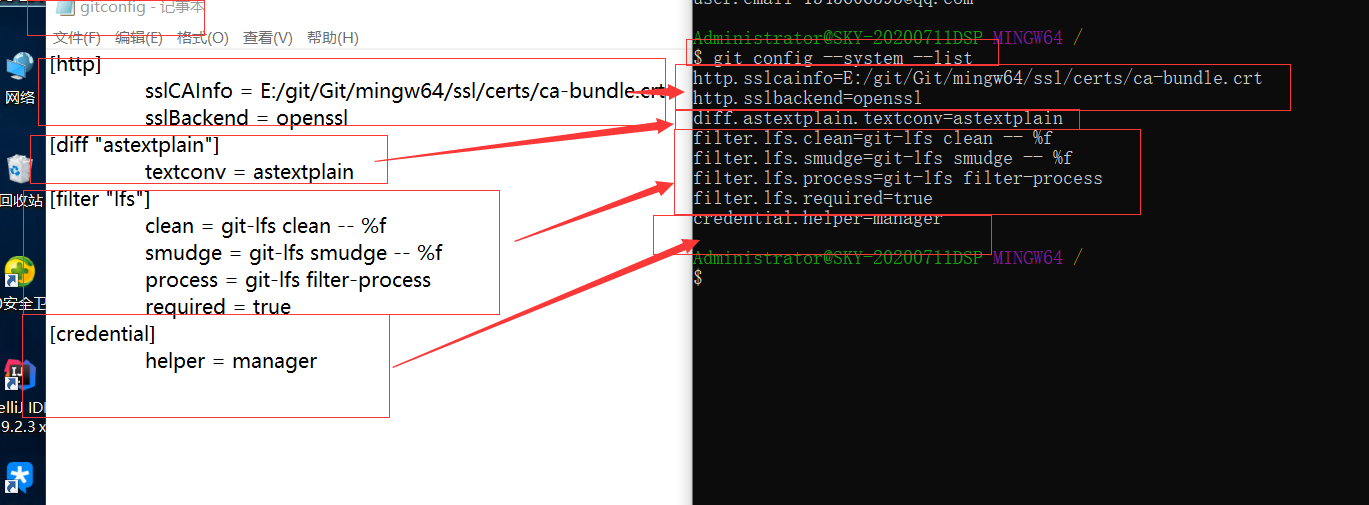 gitconfig - 记事本
文件(F) 编辑(E) 格式(O) 查看(V) 帮助(H)
[http]
sslCAInfo = E:/git/Git/mingw64/ssl/certs/ca-bundle.crt
sslBackend = openssl
[diff "astextplain"]
textconv = astextplain
[filter "lfs"]
clean = git-lfs clean -- %f
smudge = git-lfs smudge -- %f
process = git-lfs filter-process
required = true
[credential]
helper = manager
Administrator@SKY-20200711DSP MINGW64 /
$ git config --system --list
http.sslcainfo=E:/git/Git/mingw64/ssl/certs/ca-bundle.crt
http.sslbackend=openssl
diff.astextplain.textconv=astextplain
filter.lfs.clean=git-lfs clean -- %f
filter.lfs.smudge=git-lfs smudge -- %f
filter.lfs.process=git-lfs filter-process
filter.lfs.required=true
credential.helper=manager
Administrator@SKY-20200711DSP MINGW64 /
$
网络
回收站
安全卫
elliJ IDE
9.2.3 x